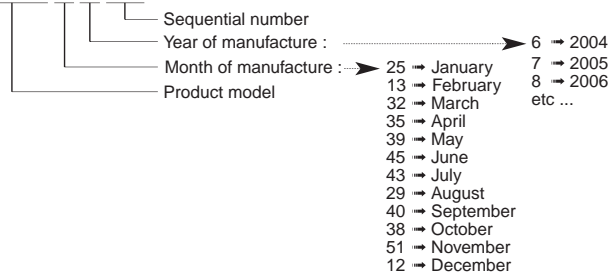 Sequential number
Year of manufacture :
6 ➟ 2004
Month of manufacture :
25 ➟ January
7 ➟ 2005
Product model
13 ➟ February
8 ➟ 2006
32 ➟ March
etc ...
35 ➟ April
39 ➟ May
45 ➟ June
43 ➟ July
29 ➟ August
40 ➟ September
38 ➟ October
51 ➟ November
12 ➟ December